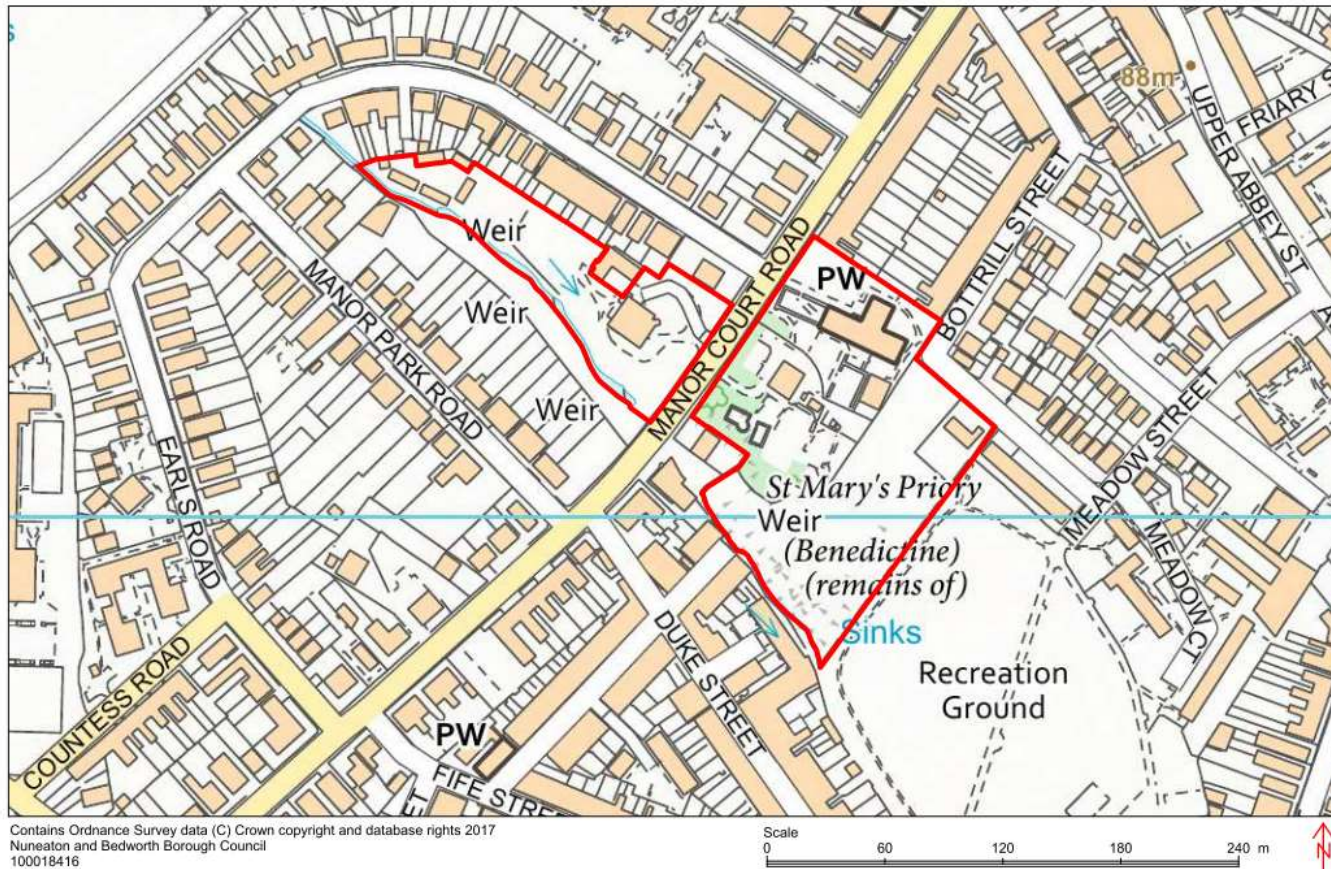 s
88m
UPPER ABBEY ST
FRIARY S
PW
BOTTRILL STREET
Weir
MANOR COURT ROAD
Weir
MANOR PARK ROAD
A
Weir
MEADOW STREET
EARLS ROAD
St Mary's Priory
Weir
(Benedictine)
(remains of)
MEADOW CT
Sinks
DUKE STREET
Recreation
Ground
COUNTESS ROAD
PW
FIFE STREE
ET
Contains Ordnance Survey data (C) Crown copyright and database rights 2017
Nuneaton and Bedworth Borough Council
100018416
Scale
0 60 120 180 240 m
N